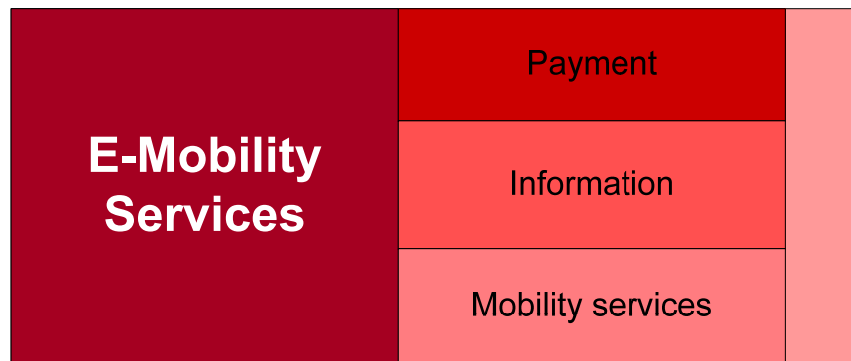 E-Mobility
Services
Payment
Information
Mobility services